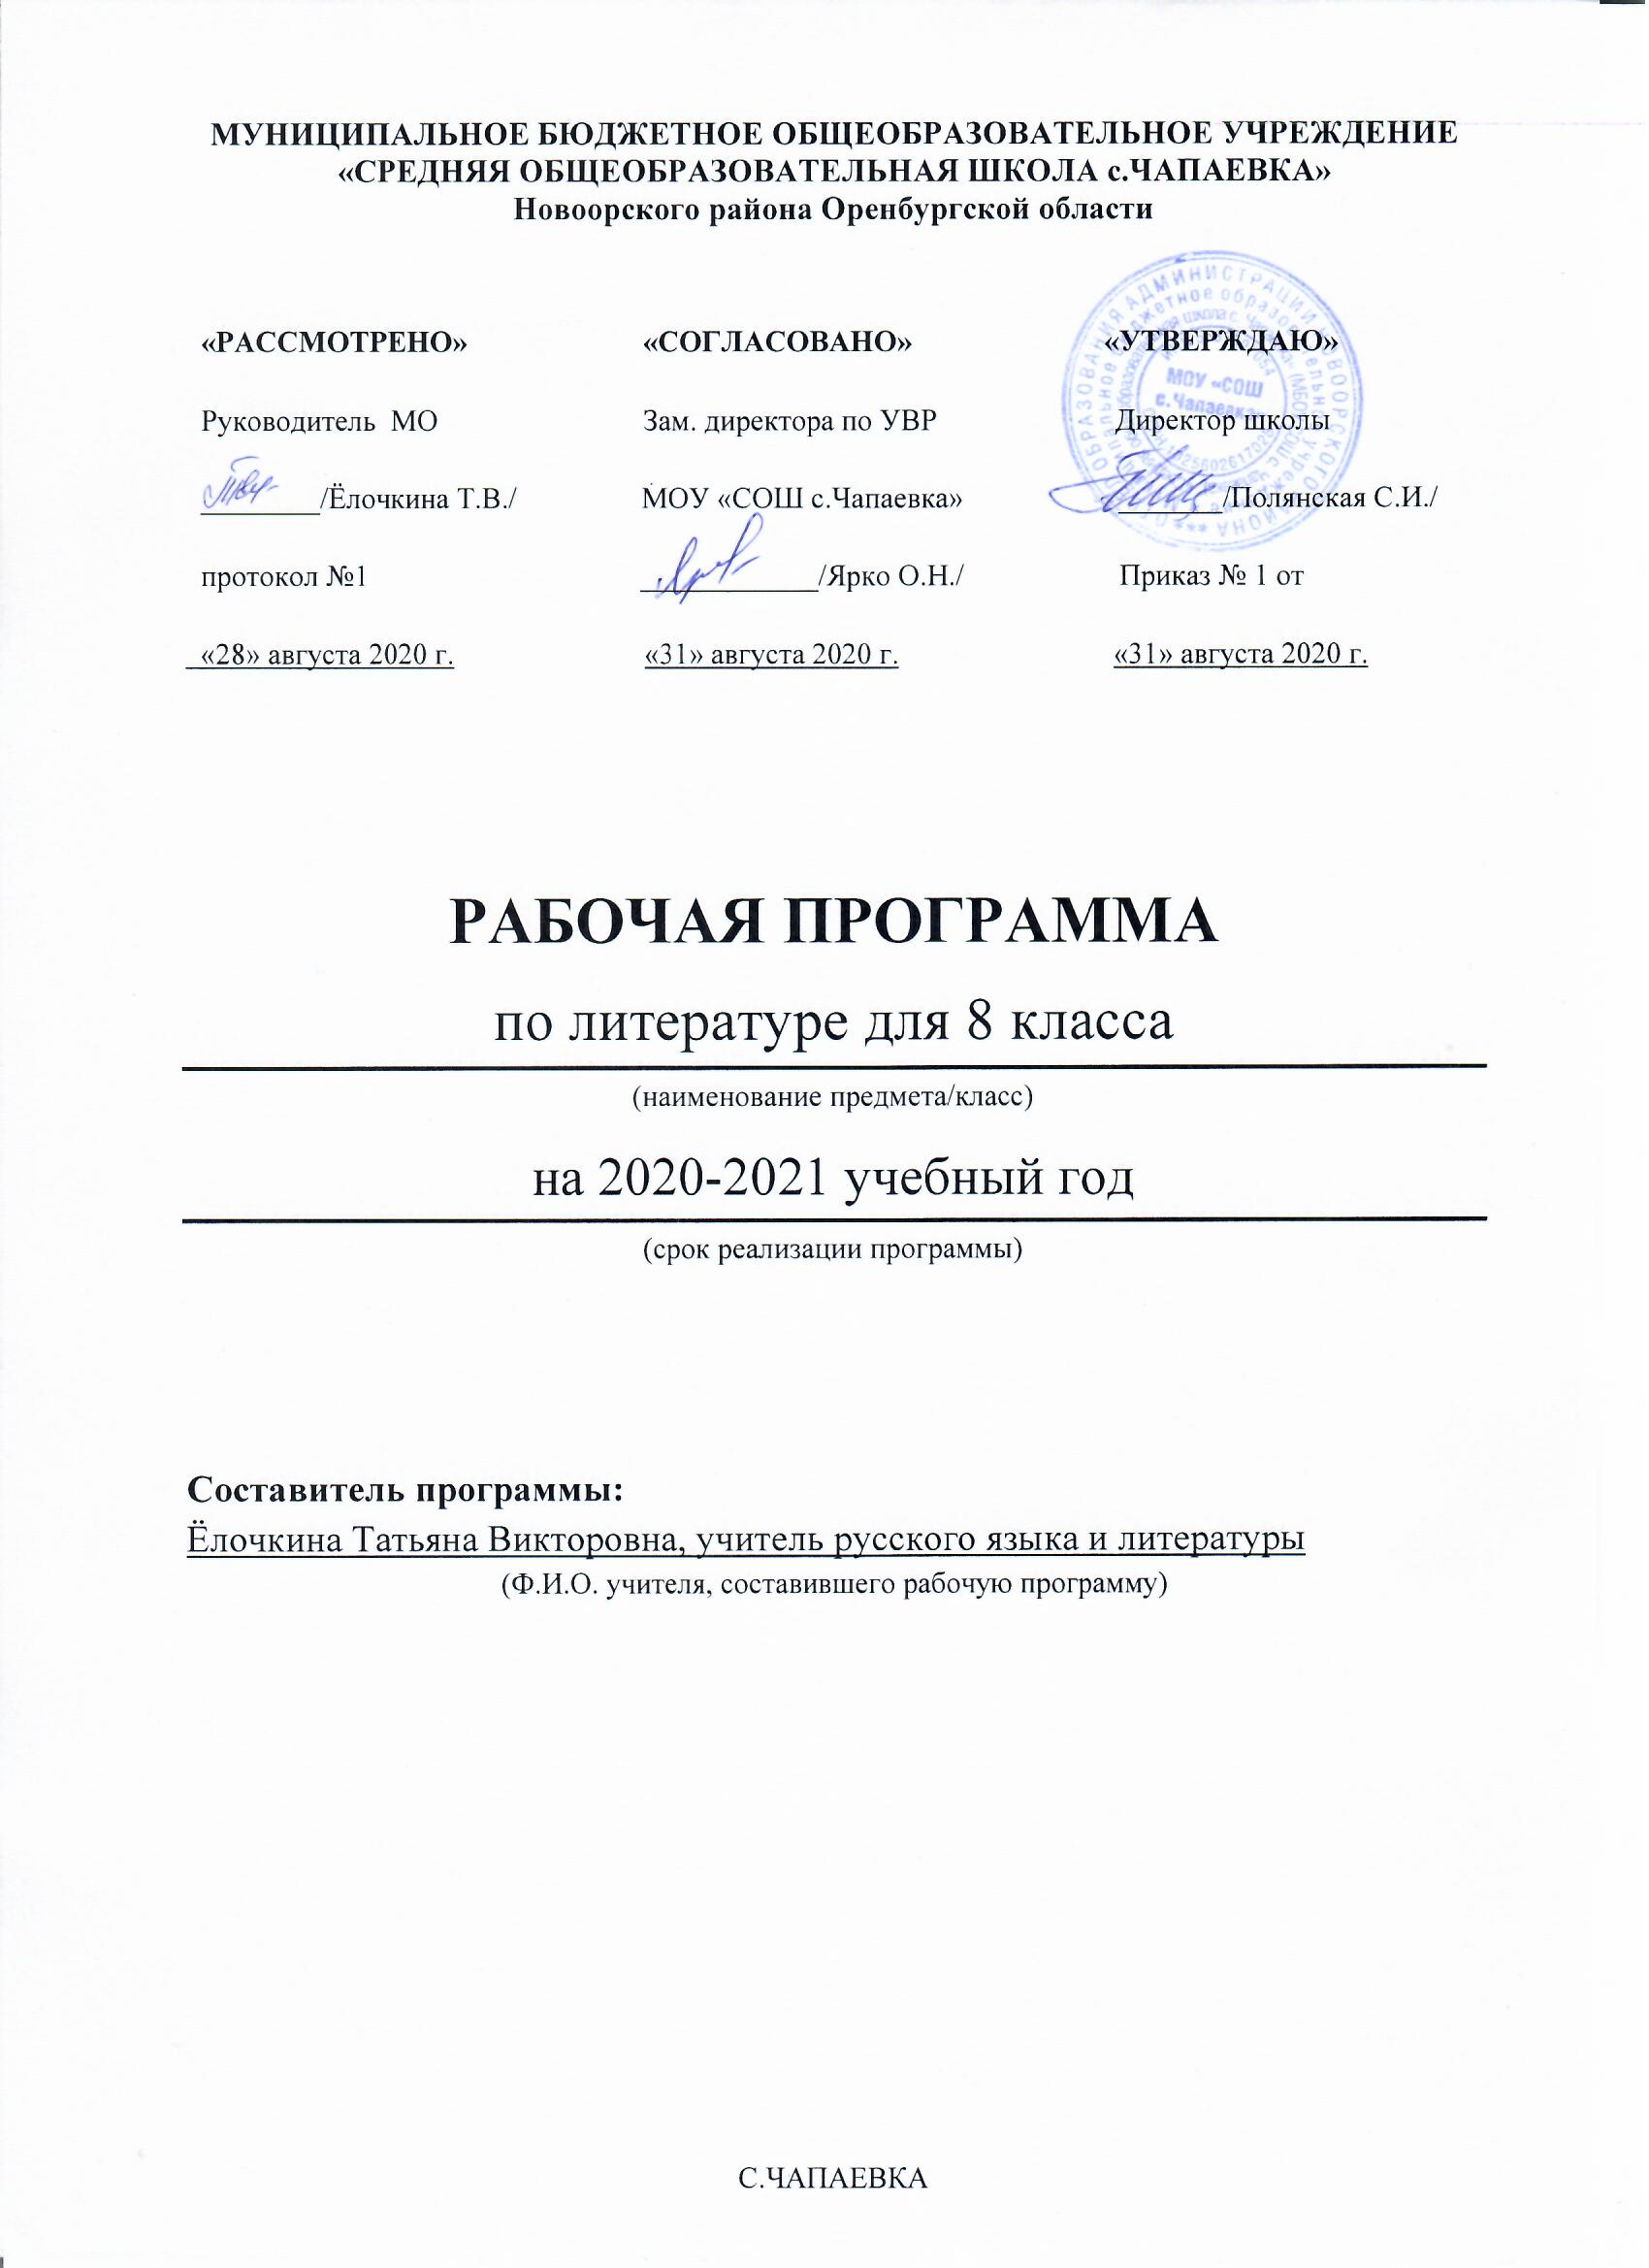 МУНИЦИПАЛЬНОЕ БЮДЖЕТНОЕ ОБЩЕОБРАЗОВАТЕЛЬНОЕ УЧРЕЖДЕНИЕ
«СРЕДНЯЯ ОБЩЕОБРАЗОВАТЕЛЬНАЯ ШКОЛА с.ЧАПАЕВКА»
Новоорского района Оренбургской области
«РАССМОТРЕНО» «СОГЛАСОВАНО» «УТВЕРЖДАЮ»
МОУ «СОШ
с.Чапаевка»
Руководитель МО Зам. директора по УВР Директор школы
/Ёлочкина Т.В./ МОУ «СОШ с.Чапаевка» /Полянская С.И./
протокол №1 /Ярко О.Н./ Приказ № 1 от
«28» августа 2020 г. «31» августа 2020 г. «31» августа 2020 г.
РАБОЧАЯ ПРОГРАММА
по литературе для 8 класса
(наименование предмета/класс)
на 2020-2021 учебный год
(срок реализации программы)
Составитель программы:
Ёлочкина Татьяна Викторовна, учитель русского языка и литературы
(Ф.И.О. учителя, составившего рабочую программу)
С.ЧАПАЕВКА